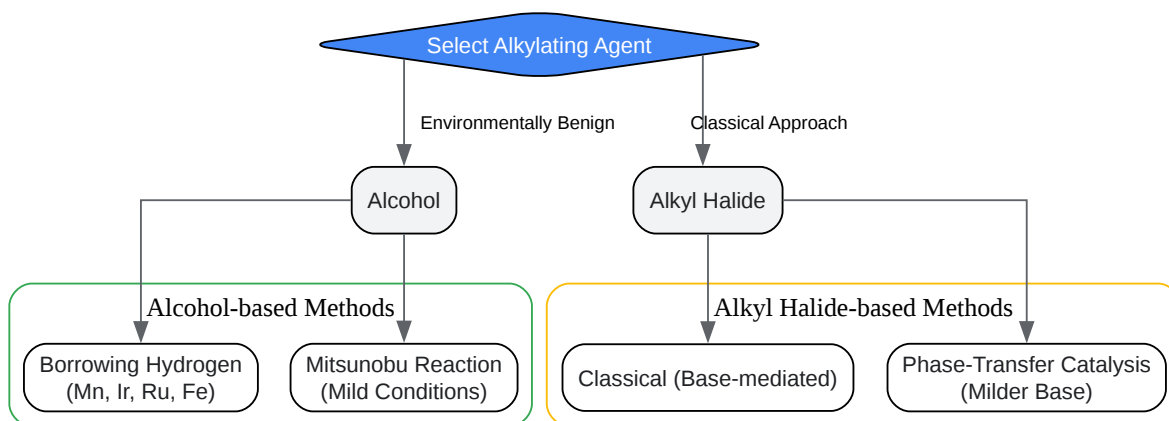 Select Alkylating Agent
Environmentally Benign
Classical Approach
Alcohol
Alkyl Halide
Alcohol-based Methods
Alkyl Halide-based Methods
Borrowing Hydrogen
(Mn, Ir, Ru, Fe)
Mitsunobu Reaction
(Mild Conditions)
Classical (Base-mediated)
Phase-Transfer Catalysis
(Milder Base)